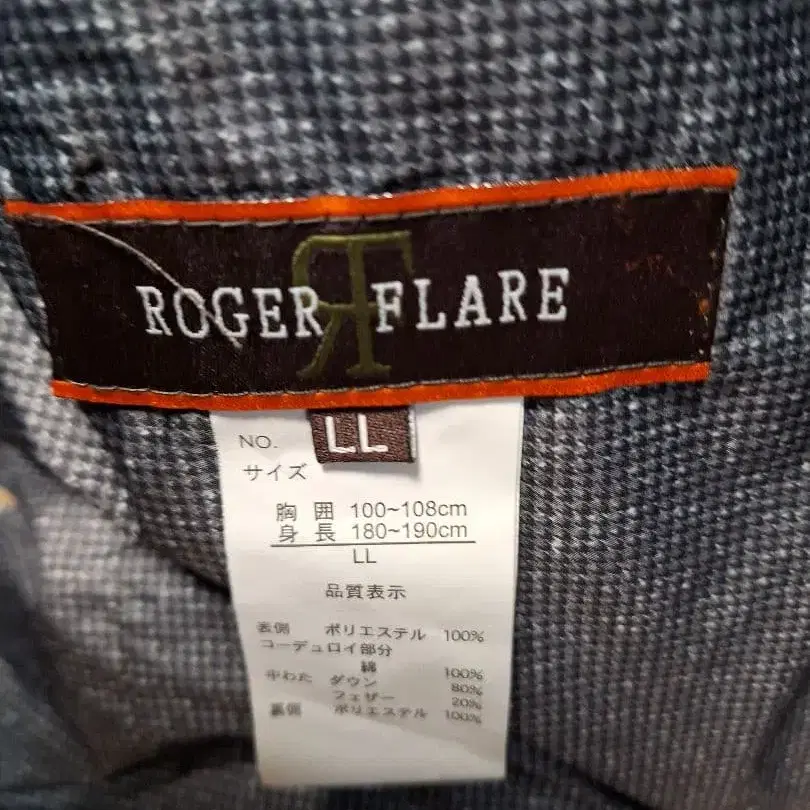 ROGER FLARE
NO.
LL
サイズ
胸 囲 100~108cm
身 長 180~190cm
LL
品質表示
表側 ポリエステル 100%
コーデュロイ部分
綿 100%
中わた ダウン 80%
フェザー 20%
裏側 ポリエステル 100%